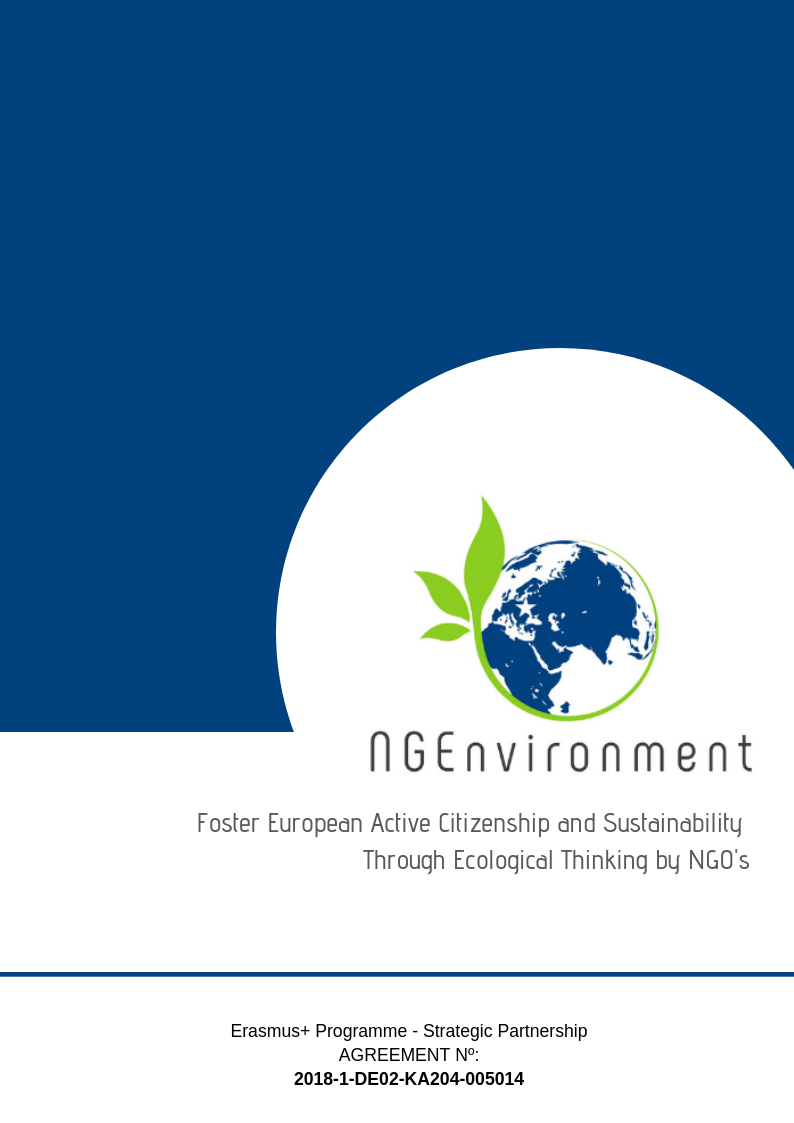 NGEnvironment
Foster European Active Citizenship and Sustainability
Through Ecological Thinking by NGO's
Erasmus+ Programme - Strategic Partnership
AGREEMENT Nº:
2018-1-DE02-KA204-005014